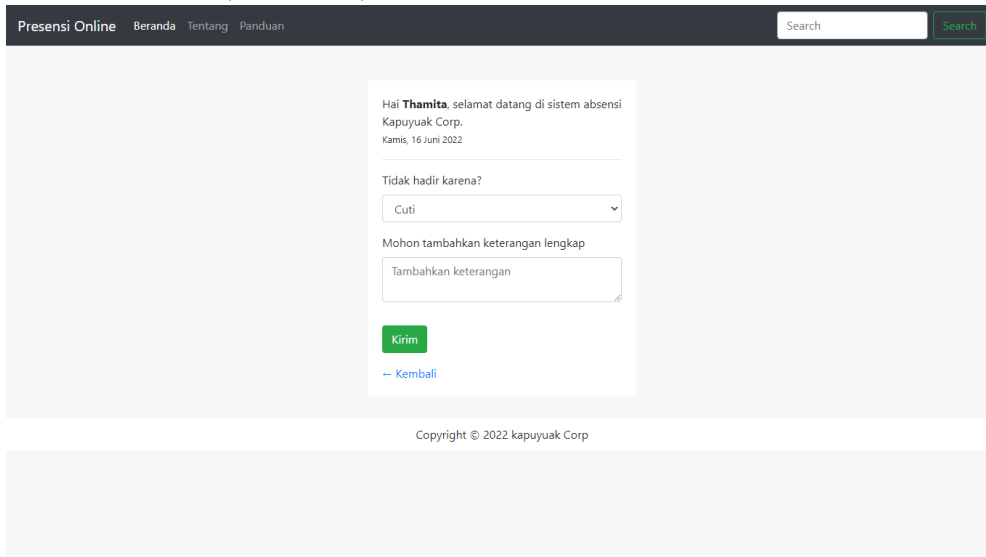 Presensi Online Beranda Tentang Panduan Search Search
Hai Thamita, selamat datang di sistem absensi
Kapuyuak Corp.
Kamis, 16 Juni 2022
Tidak hadir karena?
Cuti
Mohon tambahkan keterangan lengkap
Tambahkan keterangan
Kirim
← Kembali
Copyright © 2022 kapuyuak Corp